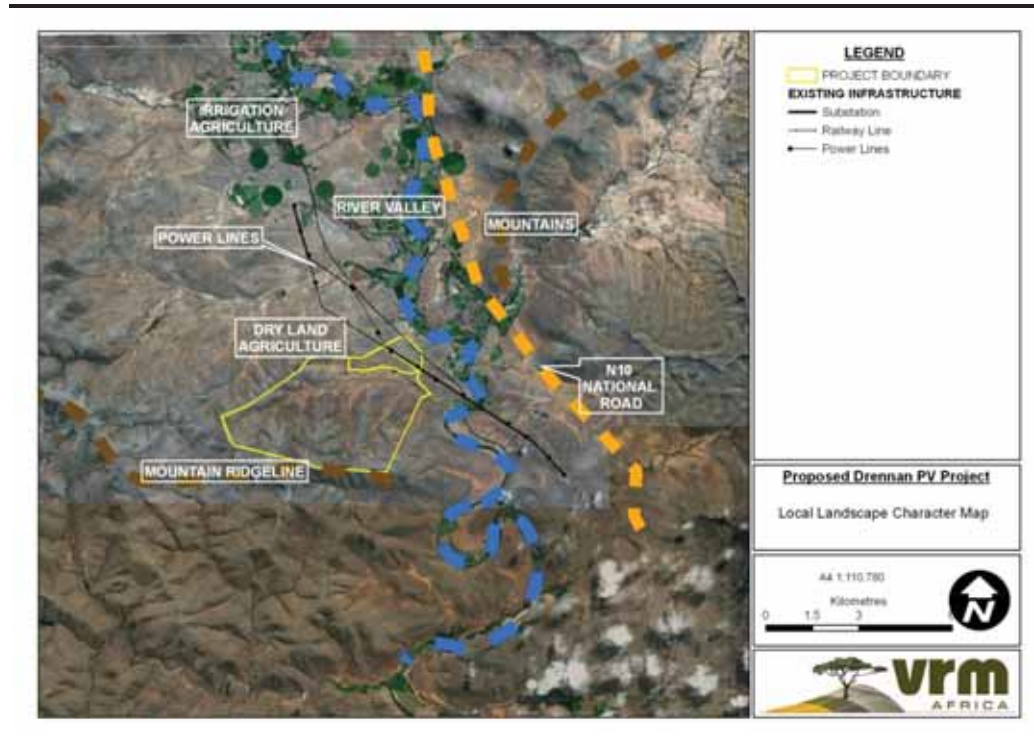 IRRIGATION
AGRICULTURE
RIVER VALLEY
MOUNTAINS
POWER LINES
DRY LAND
AGRICULTURE
N10
NATIONAL
ROAD
MOUNTAIN RIDGELINE
LEGEND
PROJECT BOUNDARY
EXISTING INFRASTRUCTURE
Substation
Railway Line
Power Lines
Proposed Drennan PV Project
Local Landscape Character Map
A4 1:110,780
Kilometres
0 1.5 3
N
vrm
AFRICA